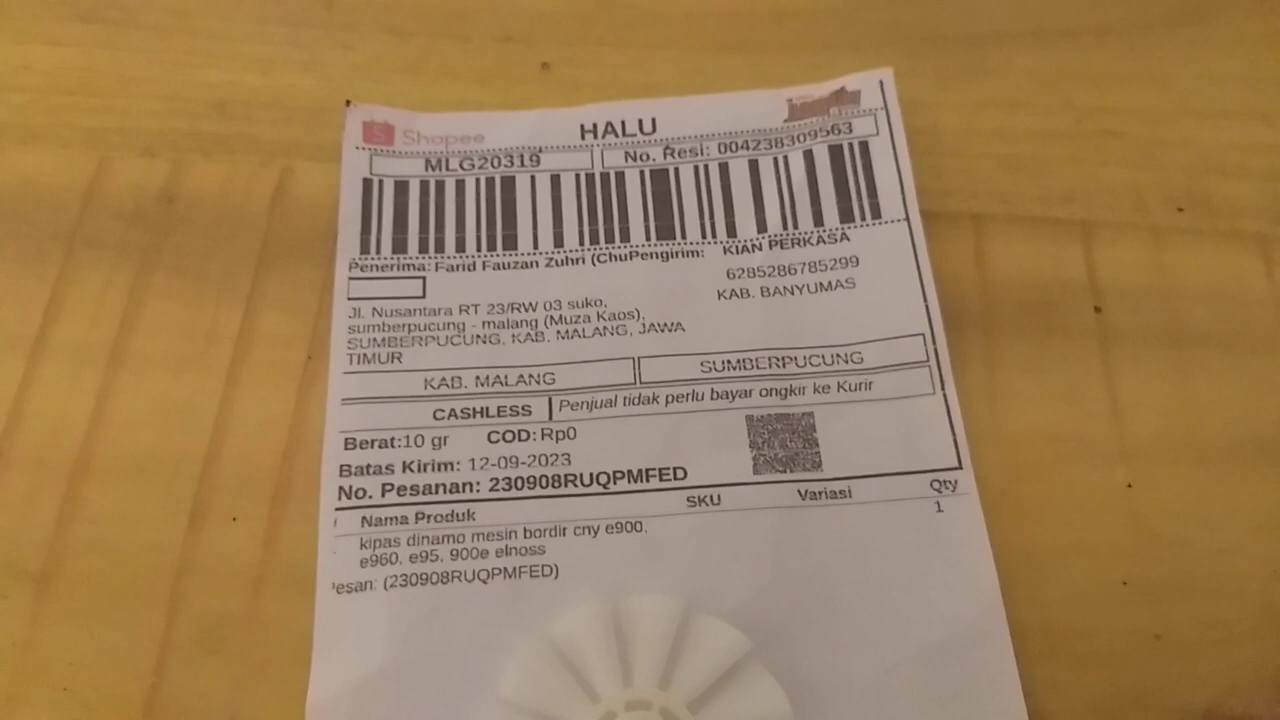 Shopee
HALU
MLG20319
No. Resi: 004238309563
Penerima: Farid Fauzan Zuhri (ChuPengirim: KIAN PERKASA
6285286785299
KAB. BANYUMAS
Jl. Nusantara RT 23/RW 03 suko,
sumberpucung - malang (Muza Kaos),
SUMBERPUCUNG, KAB. MALANG, JAWA
TIMUR
KAB. MALANG
SUMBERPUCUNG
CASHLESS
Penjual tidak perlu bayar ongkir ke Kurir
Berat:10 gr COD: Rp0
Batas Kirim: 12-09-2023
No. Pesanan: 230908RUQPMFED
Nama Produk SKU Variasi Qty
kipas dinamo mesin bordir cny e900, 1
e960, e95, 900e elnoss
esan: (230908RUQPMFED)